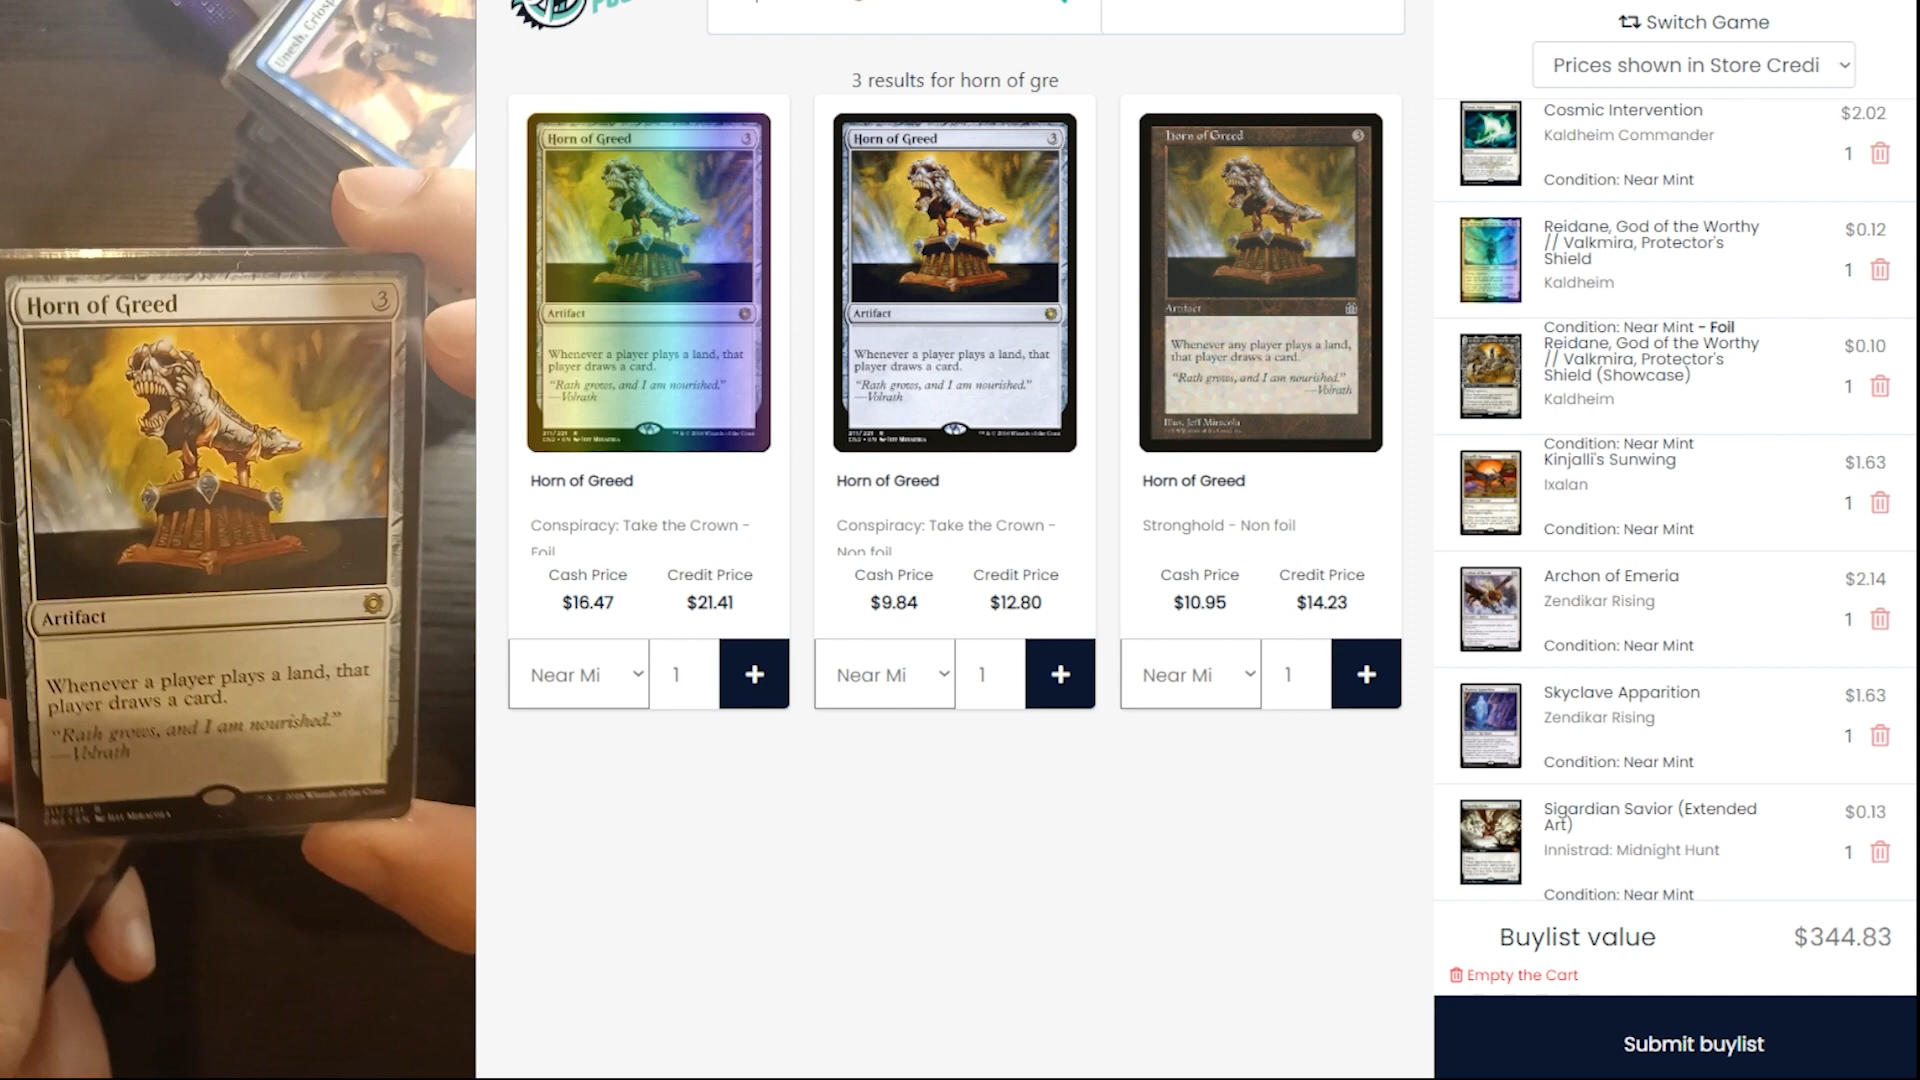 Unesh, Criosp
Horn of Greed
3
Artifact
Whenever a player plays a land, that
player draws a card.
"Rath grows, and I am nourished."
—Volrath
3 results for horn of gre
Horn of Greed
3
Artifact
Whenever a player plays a land, that
player draws a card.
"Rath grows, and I am nourished."
—Volrath
Horn of Greed
Conspiracy: Take the Crown -
Foil
Cash Price
Credit Price
$16.47
$21.41
Near Mi
1
+
Horn of Greed
3
Artifact
Whenever a player plays a land, that
player draws a card.
"Rath grows, and I am nourished."
—Volrath
Horn of Greed
Conspiracy: Take the Crown -
Non foil
Cash Price
Credit Price
$9.84
$12.80
Near Mi
1
+
Horn of Greed
3
Artifact
Whenever any player plays a land,
that player draws a card.
"Rath grows, and I am nourished."
—Volrath
Illus. Jeff Miracola
Horn of Greed
Stronghold - Non foil
Cash Price
Credit Price
$10.95
$14.23
Near Mi
1
+
Switch Game
Prices shown in Store Credi
Cosmic Intervention
$2.02
Kaldheim Commander
1
Condition: Near Mint
Reidane, God of the Worthy
// Valkmira, Protector's
Shield
$0.12
Kaldheim
1
Condition: Near Mint - Foil
Reidane, God of the Worthy
// Valkmira, Protector's
Shield (Showcase)
$0.10
Kaldheim
1
Condition: Near Mint
Kinjalli's Sunwing
$1.63
Ixalan
1
Condition: Near Mint
Archon of Emeria
$2.14
Zendikar Rising
1
Condition: Near Mint
Skyclave Apparition
$1.63
Zendikar Rising
1
Condition: Near Mint
Sigardian Savior (Extended
Art)
$0.13
Innistrad: Midnight Hunt
1
Condition: Near Mint
Buylist value
$344.83
Empty the Cart
Submit buylist